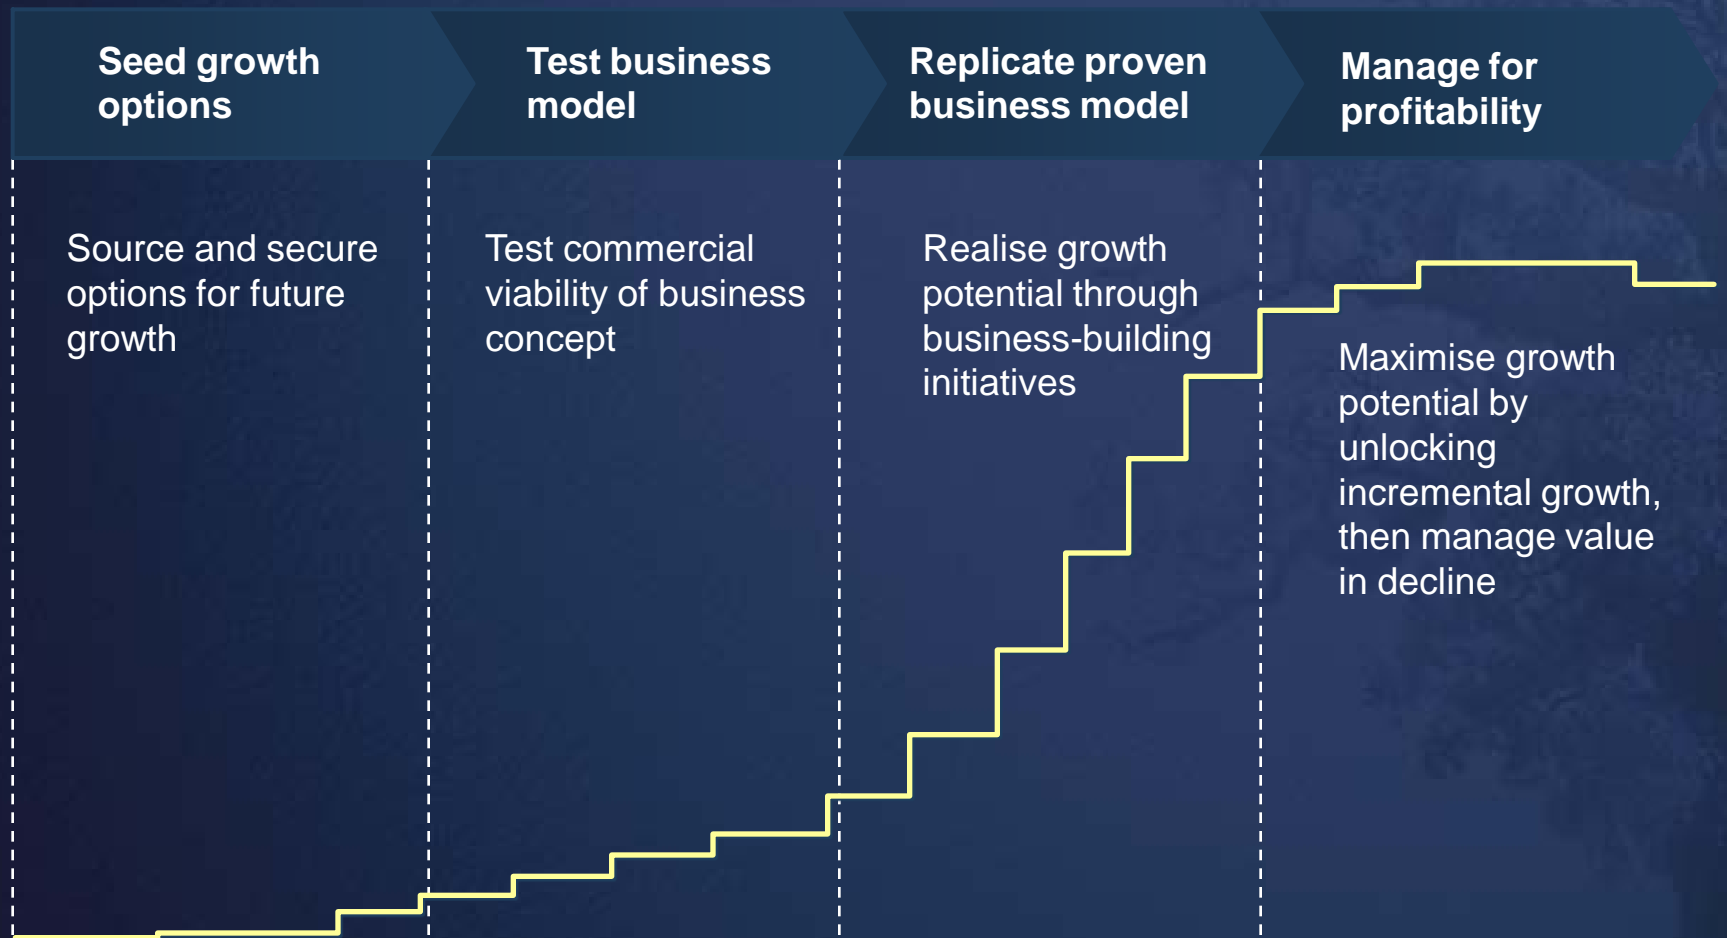 Seed growth
options
Test business
model
Replicate proven
business model
Manage for
profitability
Source and secure
options for future
growth
Test commercial
viability of business
concept
Realise growth
potential through
business-building
initiatives
Maximise growth
potential by
unlocking
incremental growth,
then manage value
in decline